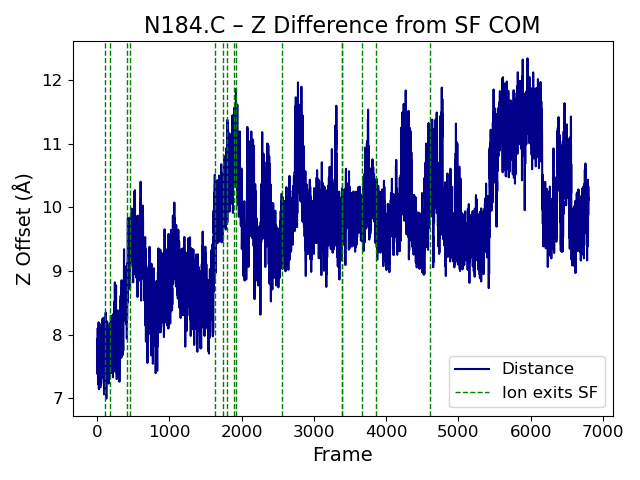 N184.C – Z Difference from SF COM
Z Offset (Å)
12
11
10
9
8
7
Distance
Ion exits SF
0 1000 2000 3000 4000 5000 6000 7000
Frame